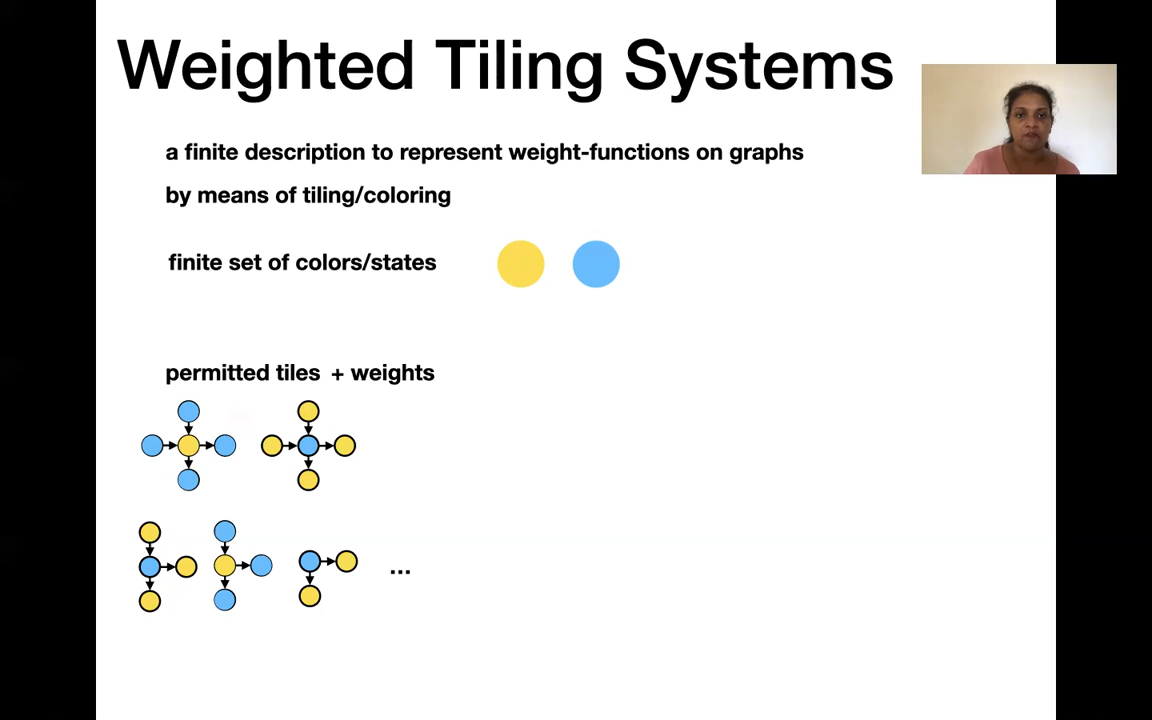 Weighted Tiling Systems
a finite description to represent weight-functions on graphs
by means of tiling/coloring
finite set of colors/states
permitted tiles + weights
...